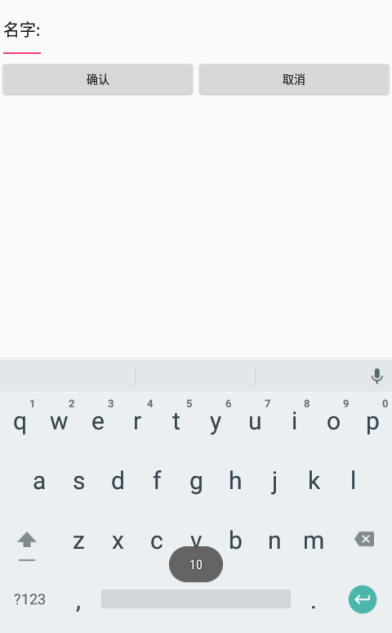 名字:
确认 取消
1 2 3 4 5 6 7 8 9 0
q w e r t y u i o p
a s d f g h j k l
z x c v b n m
10
?123 , .